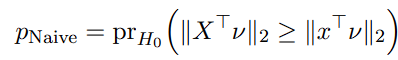 p_Naive = pr_{H_0}(‖X^⊤ν‖_2 ≥ ‖x^⊤ν‖_2)